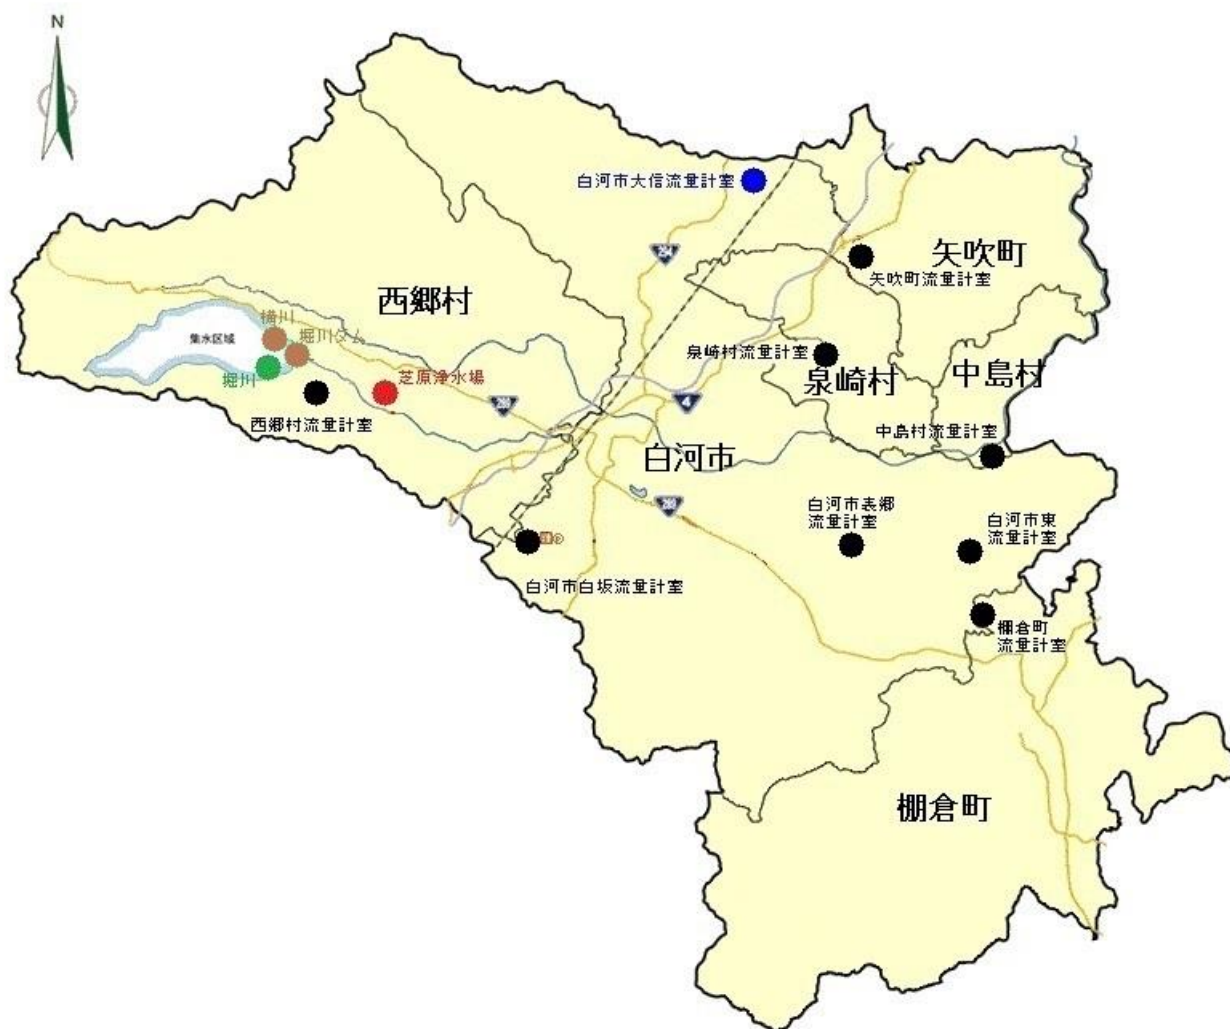 N
白河市大信流量計室
294
矢吹町
矢吹町流量計室
西郷村
横川
堀川ダム
集水区域
泉崎村流量計室
泉崎村
中島村
堀川
芝原浄水場
西郷村流量計室
289
4
中島村流量計室
白河市
289
白河市表郷
流量計室
白河市東
流量計室
白河市白坂流量計室
棚倉町
流量計室
棚倉町